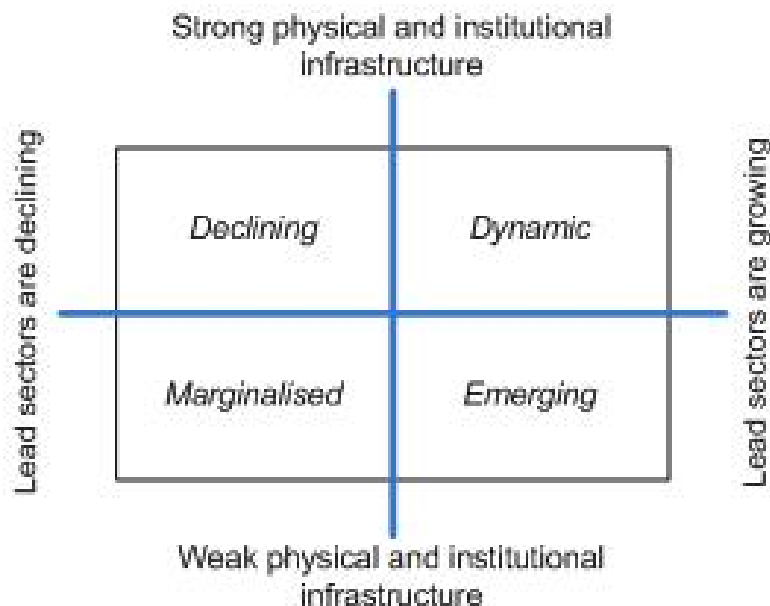 Strong physical and institutional
infrastructure
Lead sectors are declining
Declining
Dynamic
Lead sectors are growing
Marginalised
Emerging
Weak physical and institutional
infrastructure